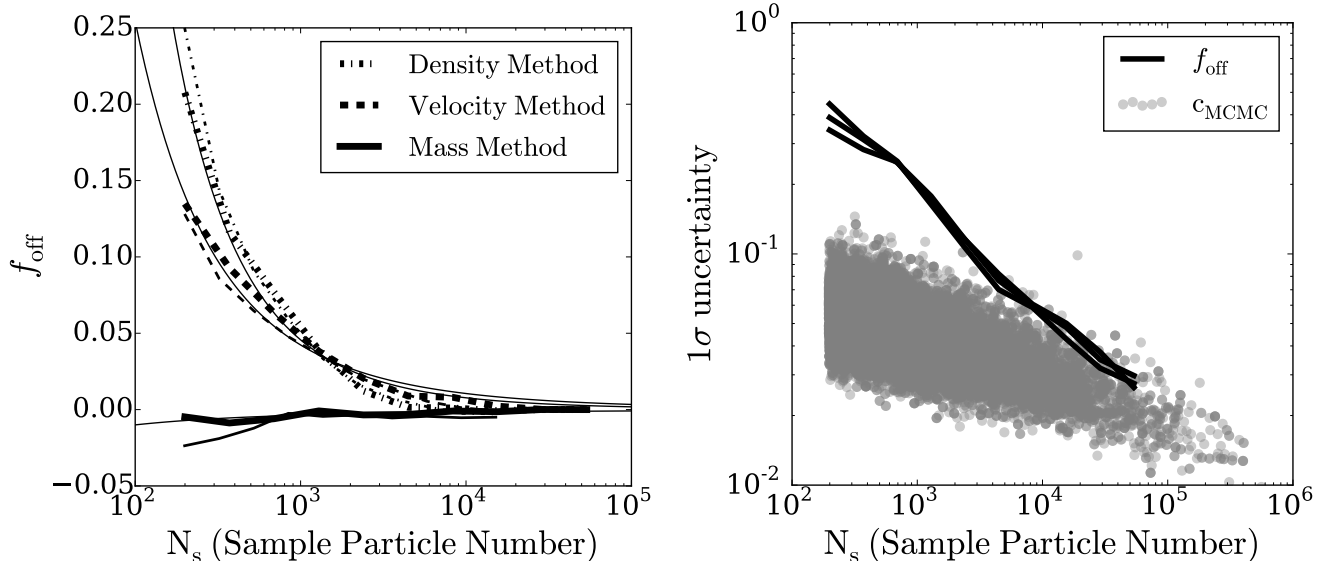 0.25
0.20
0.15
0.10
0.05
0.00
−0.05
f_off
10^2
10^3
10^4
10^5
N_s (Sample Particle Number)
Density Method
Velocity Method
Mass Method
10^0
10^-1
10^-2
1σ uncertainty
10^2
10^3
10^4
10^5
10^6
N_s (Sample Particle Number)
f_off
c_MCMC